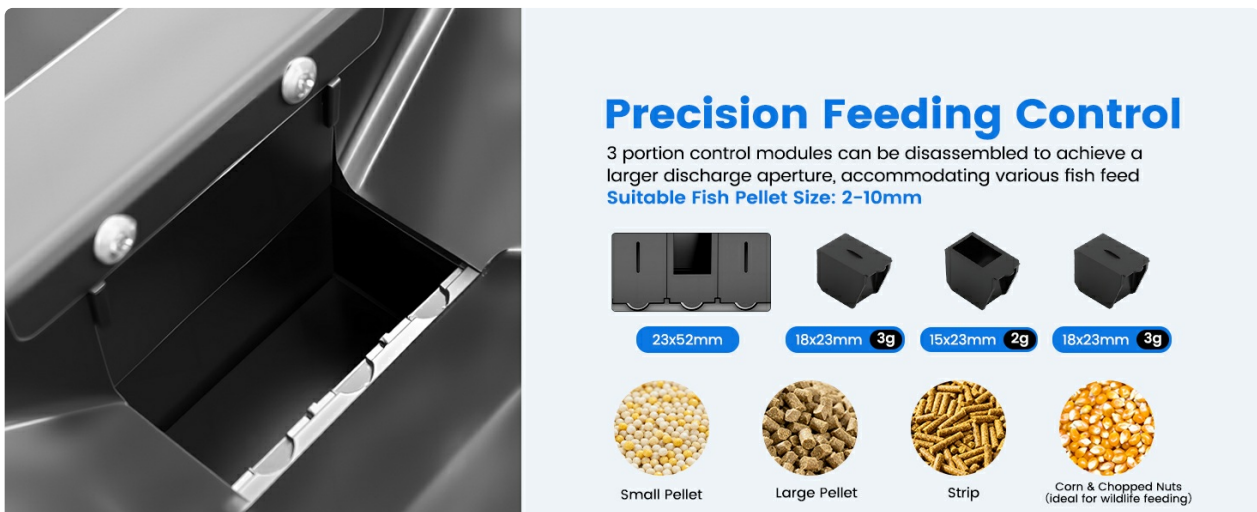 Precision Feeding Control
3 portion control modules can be disassembled to achieve a
larger discharge aperture, accommodating various fish feed
Suitable Fish Pellet Size: 2-10mm
23x52mm
18x23mm 3g
15x23mm 2g
18x23mm 3g
Small Pellet
Large Pellet
Strip
Corn & Chopped Nuts
(ideal for wildlife feeding)